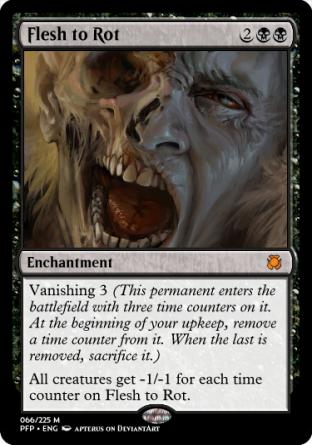 Flesh to Rot 2
Enchantment
Vanishing 3 (This permanent enters the
battlefield with three time counters on it.
At the beginning of your upkeep, remove
a time counter from it. When the last is
removed, sacrifice it.)
All creatures get -1/-1 for each time
counter on Flesh to Rot.
066/225 M
PFP • ENG APTERUS ON DEVIANTART